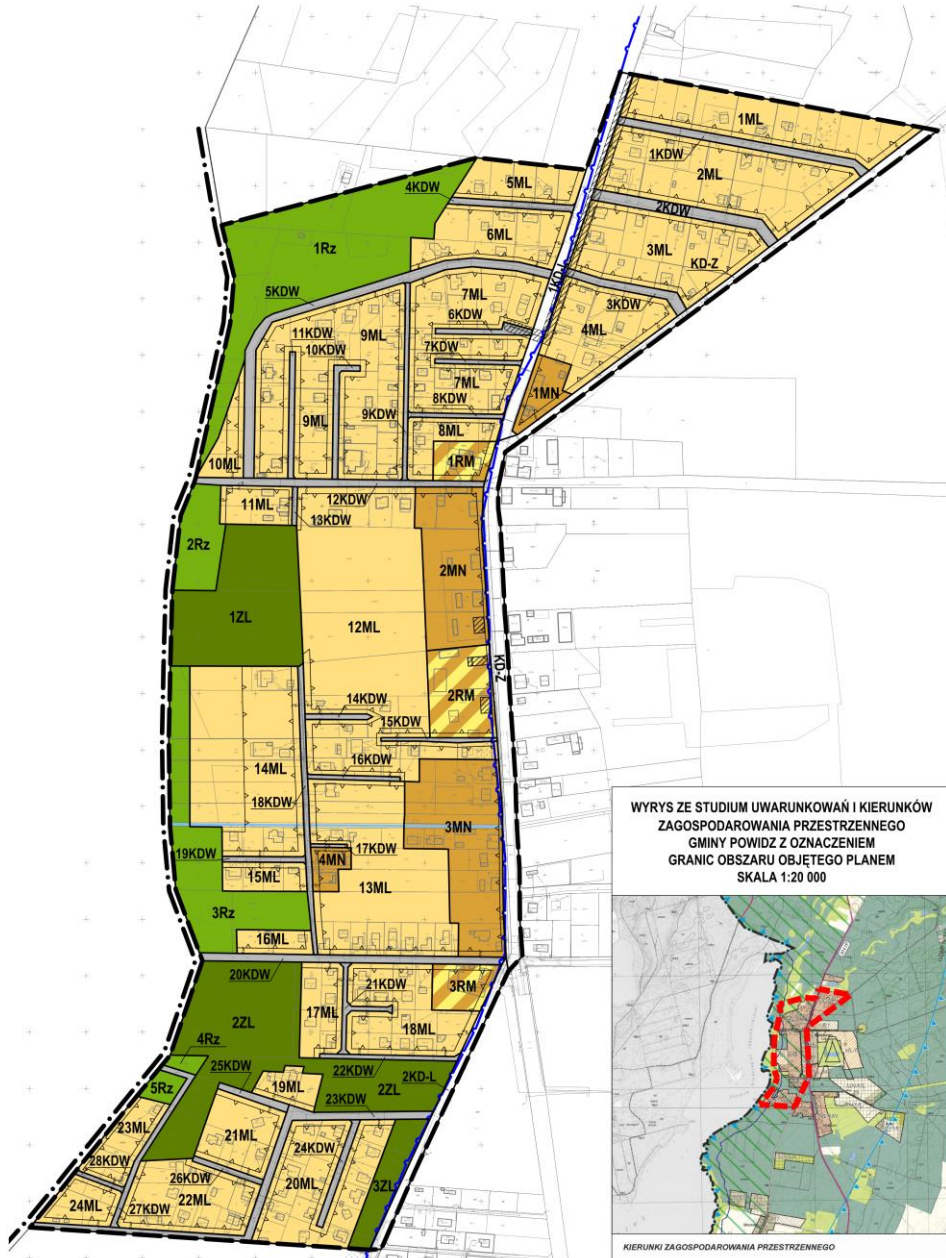 1ML
1KDW
2ML
4KDW
5ML
2KDW
6ML
3ML
1Rz
KD-Z
1KD-L
5KDW
7ML
3KDW
6KDW
11KDW
9ML
4ML
10KDW
7KDW
7ML
1MN
8KDW
9ML
9KDW
8ML
10ML
1RM
12KDW
11ML
13KDW
2Rz
2MN
1ZL
12ML
KD-Z
2RM
14KDW
15KDW
16KDW
14ML
18KDW
3MN
17KDW
19KDW
4MN
15ML
13ML
3Rz
16ML
20KDW
3RM
21KDW
17ML
18ML
2ZL
4Rz
25KDW
22KDW
2KD-L
5Rz
19ML
2ZL
23KDW
23ML
21ML
24KDW
28KDW
26KDW
20ML
3ZL
24ML
22ML
27KDW
WYRYS ZE STUDIUM UWARUNKOWAŃ I KIERUNKÓW
ZAGOSPODAROWANIA PRZESTRZENNEGO
GMINY POWIDZ Z OZNACZENIEM
GRANIC OBSZARU OBJĘTEGO PLANEM
SKALA 1:20 000
KIERUNKI ZAGOSPODAROWANIA PRZESTRZENNEGO